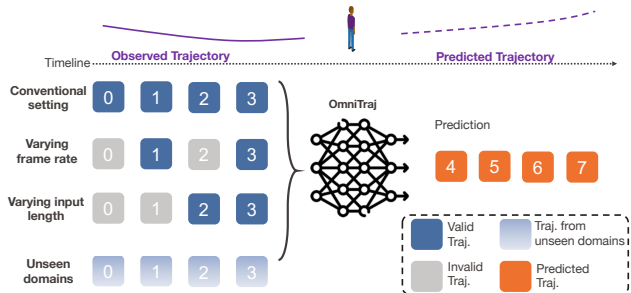 Observed Trajectory
Predicted Trajectory
Timeline
Conventional
setting
0 1 2 3
Varying
frame rate
0 1 2 3
Varying input
length
0 1 2 3
Unseen
domains
0 1 2 3
OmniTraj
Prediction
4 5 6 7
Valid
Traj.
Traj. from
unseen domains
Invalid
Traj.
Predicted
Traj.